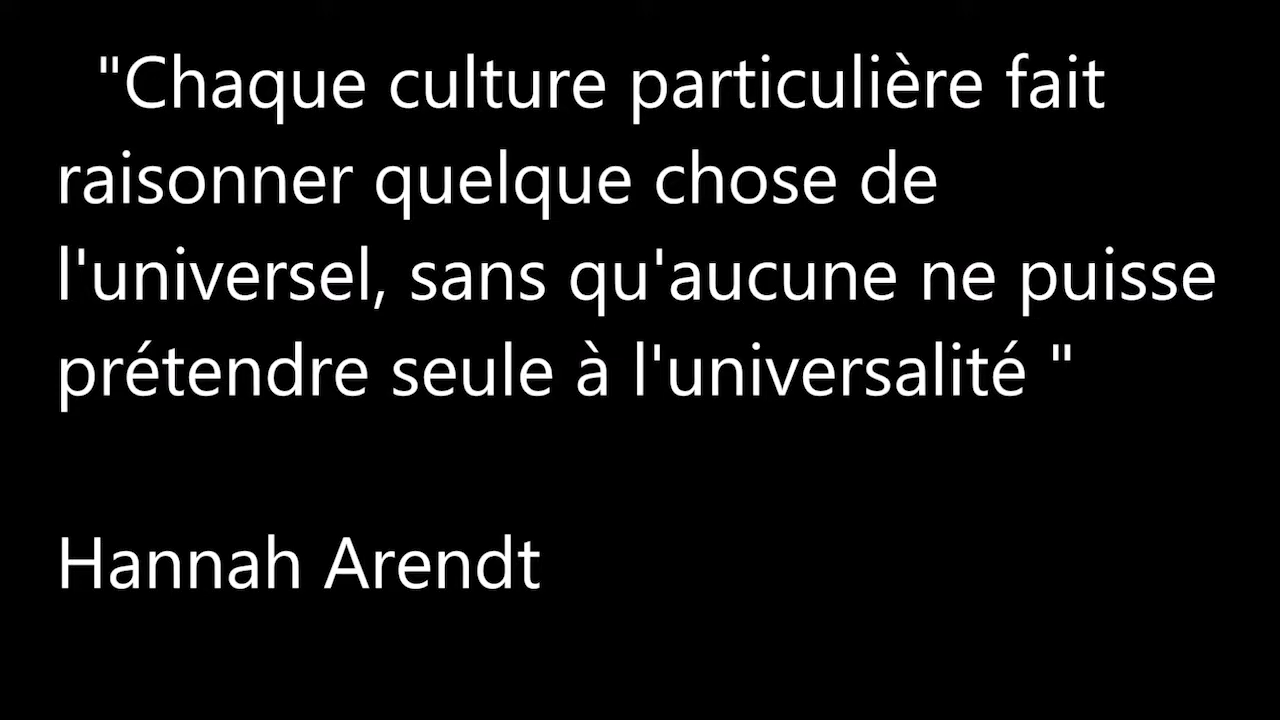 "Chaque culture particulière fait
raisonner quelque chose de
l'universel, sans qu'aucune ne puisse
prétendre seule à l'universalité "
Hannah Arendt